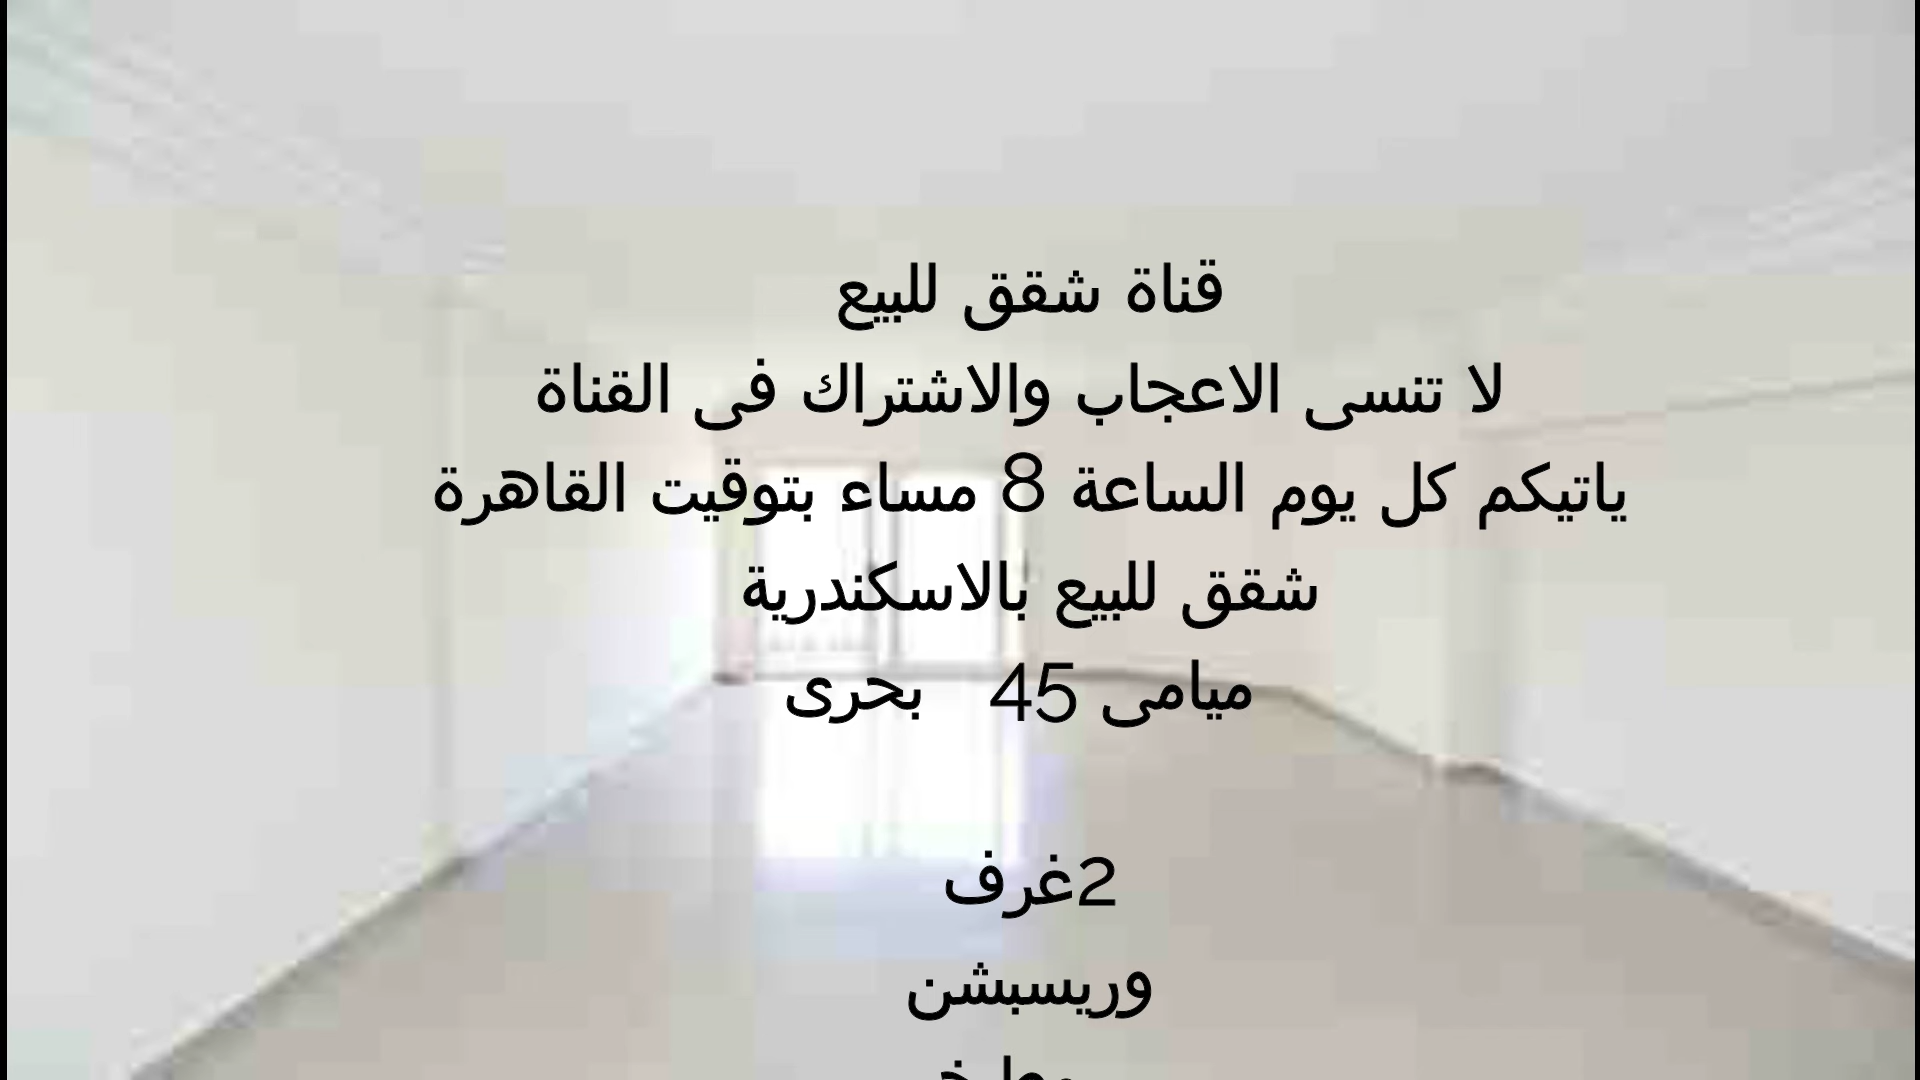 قناة شقق للبيع
لا تنسى الاعجاب والاشتراك فى القناة
ياتيكم كل يوم الساعة 8 مساء بتوقيت القاهرة
شقق للبيع بالاسكندرية
ميامى 45 بحرى
2غرف
وريسبشن